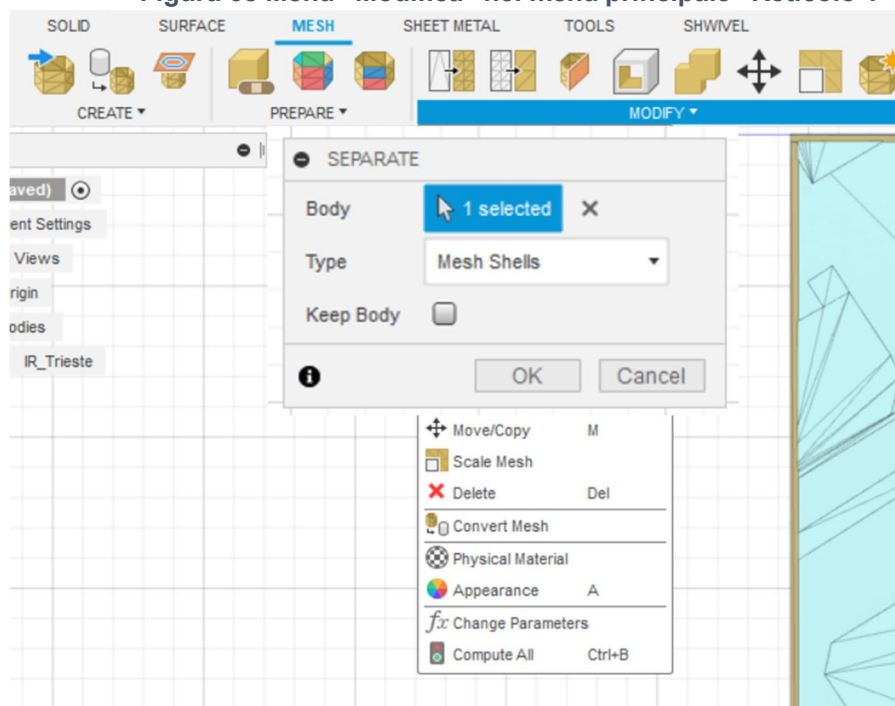 SOLID SURFACE MESH SHEET METAL TOOLS SHWIVEL
CREATE PREPARE MODIFY
SEPARATE
aved)
Body 1 selected
ent Settings
Views
Type Mesh Shells
rigin
Keep Body
odies
IR_Trieste
OK Cancel
Move/Copy M
Scale Mesh
Delete Del
Convert Mesh
Physical Material
Appearance A
fx Change Parameters
Compute All Ctrl+B